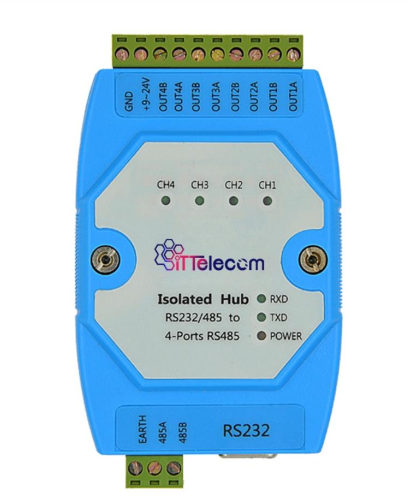 GND +9~24V OUT4B OUT4A OUT3B OUT3A OUT2B OUT2A OUT1B OUT1A
CH4 CH3 CH2 CH1
iTTelecom
Isolated Hub
RS232/485 to
4-Ports RS485
RXD
TXD
POWER
EARTH 485A 485B
RS232